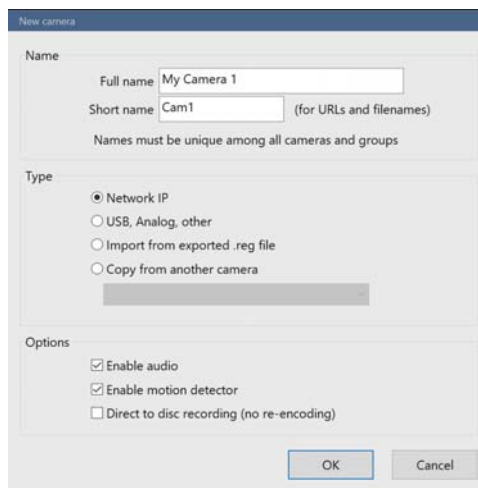 New camera
Name
Full name My Camera 1
Short name Cam1 (for URLs and filenames)
Names must be unique among all cameras and groups
Type
Network IP
USB, Analog, other
Import from exported .reg file
Copy from another camera
Options
Enable audio
Enable motion detector
Direct to disc recording (no re-encoding)
OK Cancel